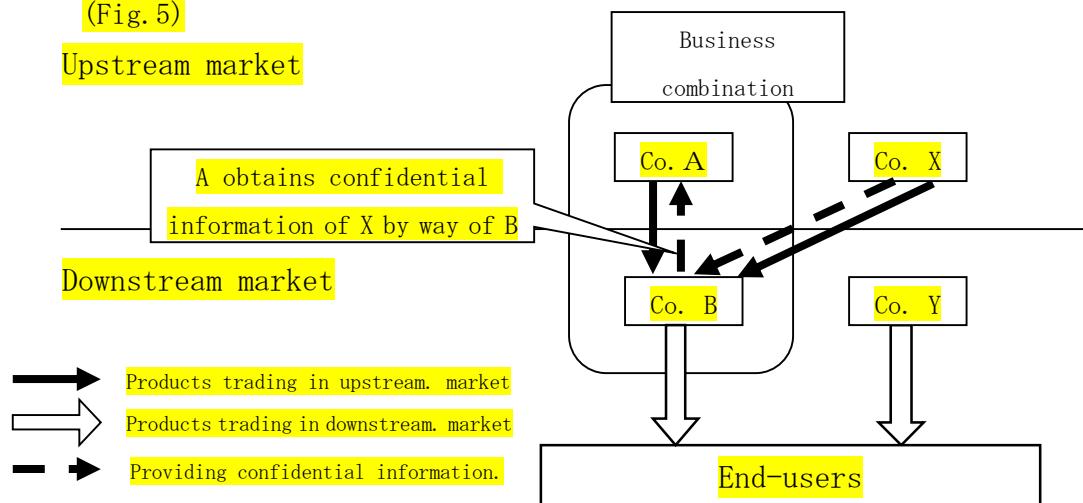 (Fig. 5)
Upstream market
Business
combination
Co. A
Co. X
A obtains confidential
information of X by way of B
Downstream market
Co. B
Co. Y
Products trading in upstream. market
Products trading in downstream. market
Providing confidential information.
End-users